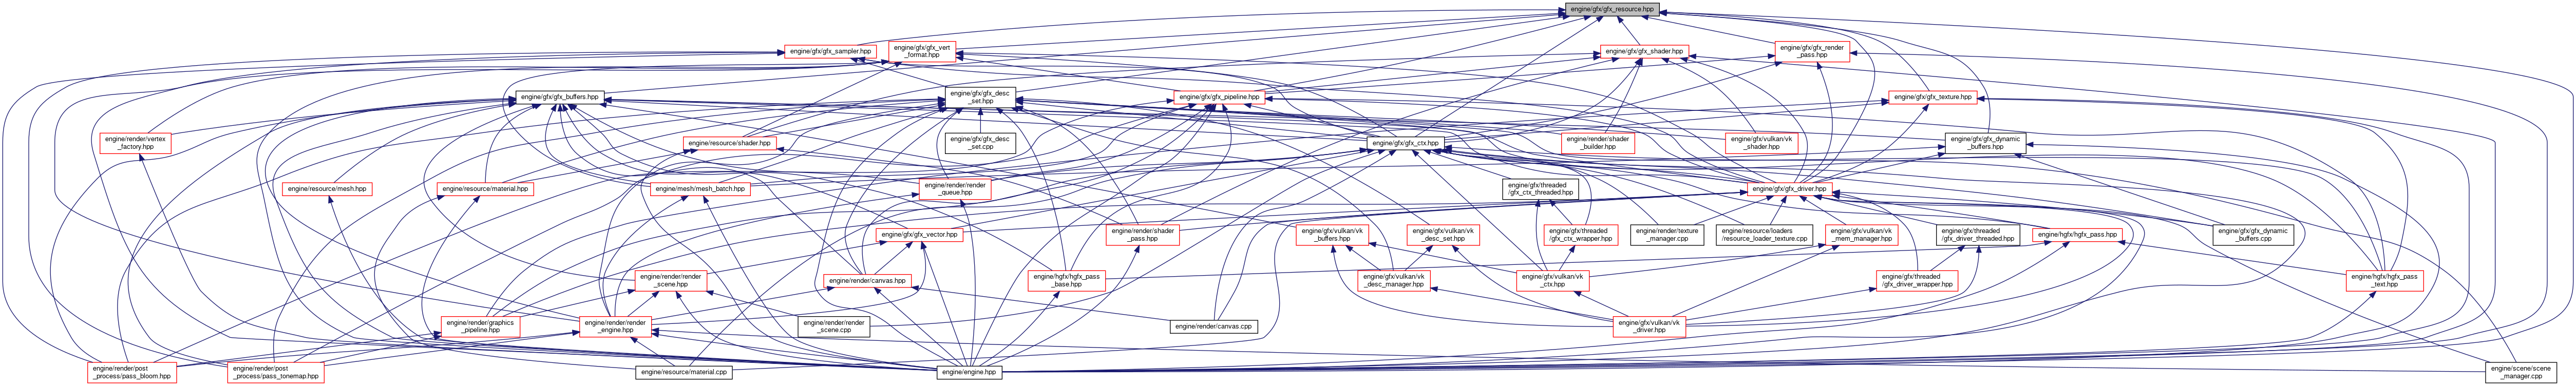 engine/gfx/gfx_resource.hpp
engine/gfx/gfx_sampler.hpp
engine/gfx/gfx_vert
_format.hpp
engine/gfx/gfx_shader.hpp
engine/gfx/gfx_render
_pass.hpp
engine/gfx/gfx_buffers.hpp
engine/gfx/gfx_desc
_set.hpp
engine/gfx/gfx_pipeline.hpp
engine/gfx/gfx_texture.hpp
engine/render/vertex
_factory.hpp
engine/resource/shader.hpp
engine/gfx/gfx_desc
_set.cpp
engine/gfx/gfx_ctx.hpp
engine/render/shader
_builder.hpp
engine/gfx/vulkan/vk
_shader.hpp
engine/gfx/gfx_dynamic
_buffers.hpp
engine/resource/mesh.hpp
engine/resource/material.hpp
engine/mesh/mesh_batch.hpp
engine/render/render
_queue.hpp
engine/gfx/threaded
/gfx_ctx_threaded.hpp
engine/gfx/gfx_driver.hpp
engine/gfx/gfx_vector.hpp
engine/render/shader
_pass.hpp
engine/gfx/vulkan/vk
_buffers.hpp
engine/gfx/vulkan/vk
_desc_set.hpp
engine/gfx/threaded
/gfx_ctx_wrapper.hpp
engine/render/texture
_manager.cpp
engine/resource/loaders
/resource_loader_texture.cpp
engine/gfx/vulkan/vk
_mem_manager.hpp
engine/gfx/threaded
/gfx_driver_threaded.hpp
engine/hgfx/hgfx_pass.hpp
engine/gfx/gfx_dynamic
_buffers.cpp
engine/render/render
_scene.hpp
engine/render/canvas.hpp
engine/hgfx/hgfx_pass
_base.hpp
engine/gfx/vulkan/vk
_desc_manager.hpp
engine/gfx/vulkan/vk
_ctx.hpp
engine/gfx/threaded
/gfx_driver_wrapper.hpp
engine/hgfx/hgfx_pass
_text.hpp
engine/render/graphics
_pipeline.hpp
engine/render/render
_engine.hpp
engine/render/render
_scene.cpp
engine/render/canvas.cpp
engine/gfx/vulkan/vk
_driver.hpp
engine/render/post
_process/pass_bloom.hpp
engine/render/post
_process/pass_tonemap.hpp
engine/resource/material.cpp
engine/engine.hpp
engine/scene/scene
_manager.cpp